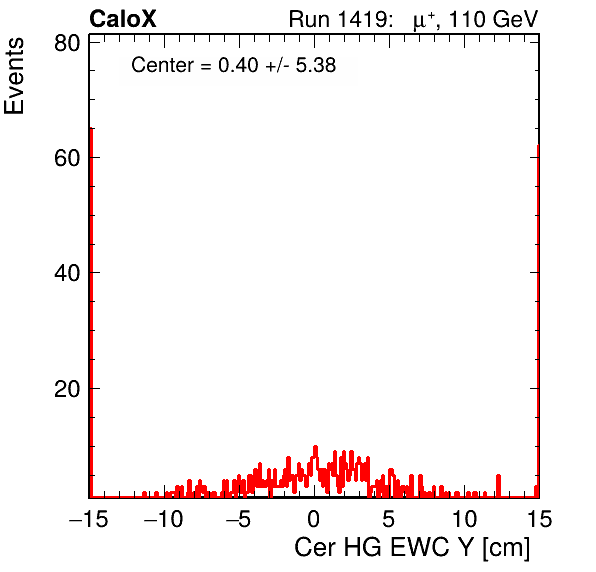 CaloX Run 1419: μ⁺, 110 GeV
Events
Center = 0.40 +/- 5.38
80
60
40
20
−15 −10 −5 0 5 10 15
Cer HG EWC Y [cm]